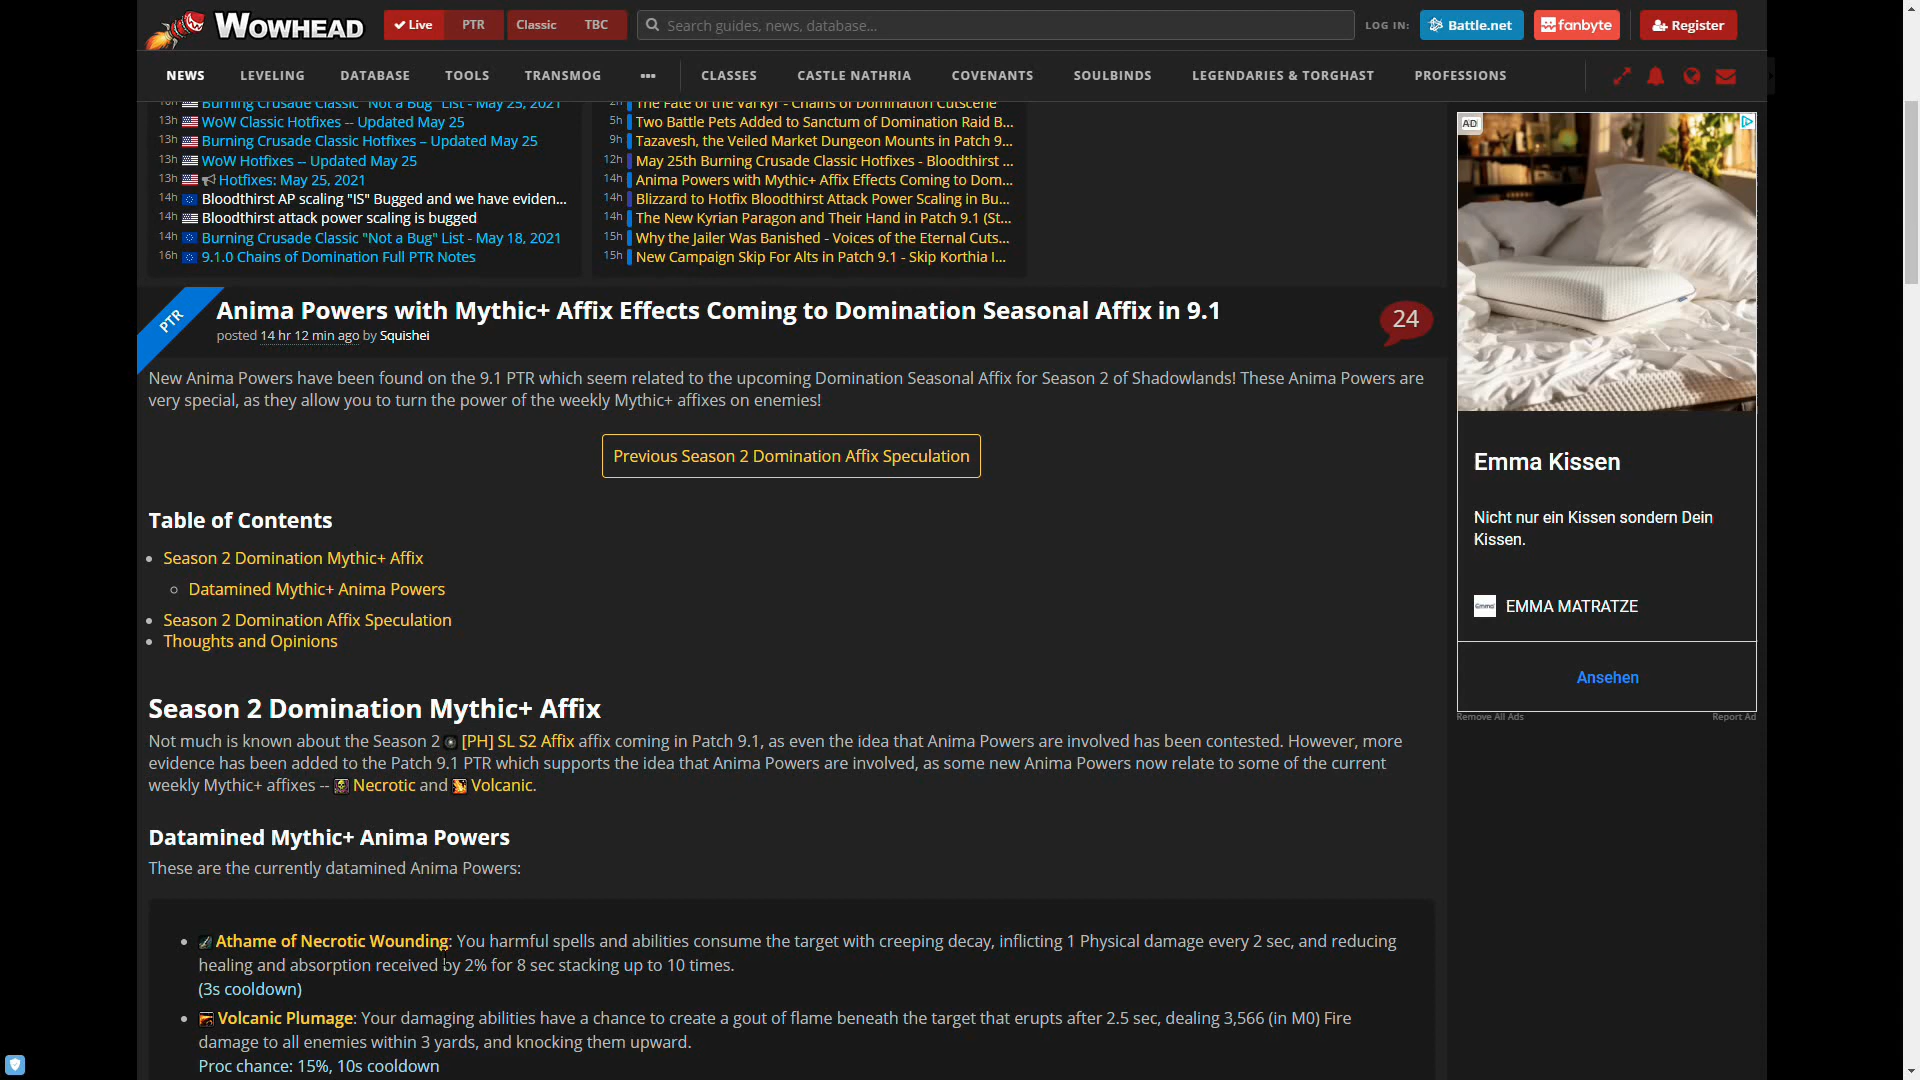 WOWHEAD
Live PTR Classic TBC
Search guides, news, database...
LOG IN: Battle.net fanbyte Register
NEWS LEVELING DATABASE TOOLS TRANSMOG ••• CLASSES CASTLE NATHRIA COVENANTS SOULBINDS LEGENDARIES & TORGHAST PROFESSIONS
Burning Crusade Classic "Not a Bug" List - May 25, 2021
13h WoW Classic Hotfixes -- Updated May 25
13h Burning Crusade Classic Hotfixes – Updated May 25
13h WoW Hotfixes -- Updated May 25
13h Hotfixes: May 25, 2021
14h Bloodthirst AP scaling "IS" Bugged and we have eviden...
14h Bloodthirst attack power scaling is bugged
14h Burning Crusade Classic "Not a Bug" List - May 18, 2021
16h 9.1.0 Chains of Domination Full PTR Notes
2h The Fate of the Val'kyr - Chains of Domination Cutscene
5h Two Battle Pets Added to Sanctum of Domination Raid B...
9h Tazavesh, the Veiled Market Dungeon Mounts in Patch 9...
12h May 25th Burning Crusade Classic Hotfixes - Bloodthirst ...
14h Anima Powers with Mythic+ Affix Effects Coming to Dom...
14h Blizzard to Hotfix Bloodthirst Attack Power Scaling in Bu...
14h The New Kyrian Paragon and Their Hand in Patch 9.1 (St...
15h Why the Jailer Was Banished - Voices of the Eternal Cuts...
15h New Campaign Skip For Alts in Patch 9.1 - Skip Korthia I...
PTR
Anima Powers with Mythic+ Affix Effects Coming to Domination Seasonal Affix in 9.1
posted 14 hr 12 min ago by Squishei
24
New Anima Powers have been found on the 9.1 PTR which seem related to the upcoming Domination Seasonal Affix for Season 2 of Shadowlands! These Anima Powers are
very special, as they allow you to turn the power of the weekly Mythic+ affixes on enemies!
Previous Season 2 Domination Affix Speculation
Table of Contents
Season 2 Domination Mythic+ Affix
Datamined Mythic+ Anima Powers
Season 2 Domination Affix Speculation
Thoughts and Opinions
Season 2 Domination Mythic+ Affix
Not much is known about the Season 2 [PH] SL S2 Affix affix coming in Patch 9.1, as even the idea that Anima Powers are involved has been contested. However, more
evidence has been added to the Patch 9.1 PTR which supports the idea that Anima Powers are involved, as some new Anima Powers now relate to some of the current
weekly Mythic+ affixes -- Necrotic and Volcanic.
Datamined Mythic+ Anima Powers
These are the currently datamined Anima Powers:
Athame of Necrotic Wounding: You harmful spells and abilities consume the target with creeping decay, inflicting 1 Physical damage every 2 sec, and reducing
healing and absorption received by 2% for 8 sec stacking up to 10 times.
(3s cooldown)
Volcanic Plumage: Your damaging abilities have a chance to create a gout of flame beneath the target that erupts after 2.5 sec, dealing 3,566 (in M0) Fire
damage to all enemies within 3 yards, and knocking them upward.
Proc chance: 15%, 10s cooldown
AD
Emma Kissen
Nicht nur ein Kissen sondern Dein
Kissen.
Emma EMMA MATRATZE
Ansehen
Remove All Ads Report Ad